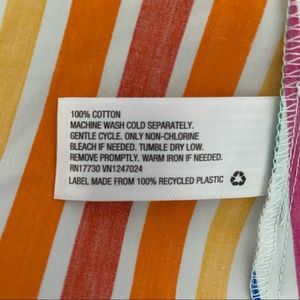 100% COTTON
MACHINE WASH COLD SEPARATELY.
GENTLE CYCLE. ONLY NON-CHLORINE
BLEACH IF NEEDED. TUMBLE DRY LOW.
REMOVE PROMPTLY. WARM IRON IF NEEDED.
RN17730 VN1247024
LABEL MADE FROM 100% RECYCLED PLASTIC